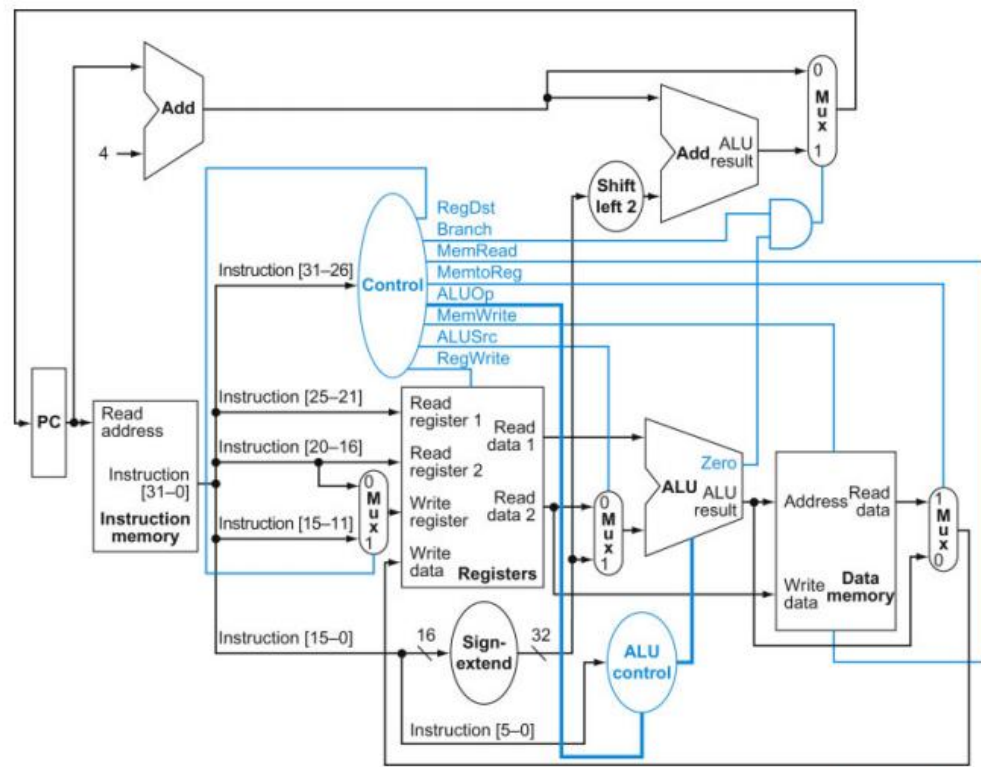 Add
4
Add
ALU
result
0
Mux
1
Shift
left 2
RegDst
Branch
MemRead
MemtoReg
ALUOp
MemWrite
ALUSrc
RegWrite
Control
Instruction [31–26]
Instruction [25–21]
Instruction [20–16]
Instruction [15–11]
Instruction [15–0]
Instruction [5–0]
PC
Read
address
Instruction
[31–0]
Instruction
memory
0
Mux
1
Read
register 1
Read
register 2
Write
register
Write
data
Read
data 1
Read
data 2
Registers
0
Mux
1
Zero
ALU
ALU
result
Address
Read
data
Write
data
Data
memory
1
Mux
0
16
Sign-
extend
32
ALU
control